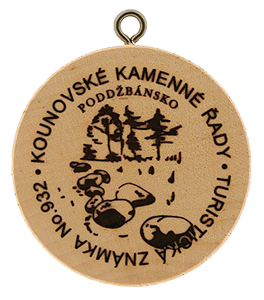 KOUNOVSKÉ KAMENNÉ ŘADY · TURISTICKÁ ZNÁMKA No.932 ·
PODDŽBÁNSKO